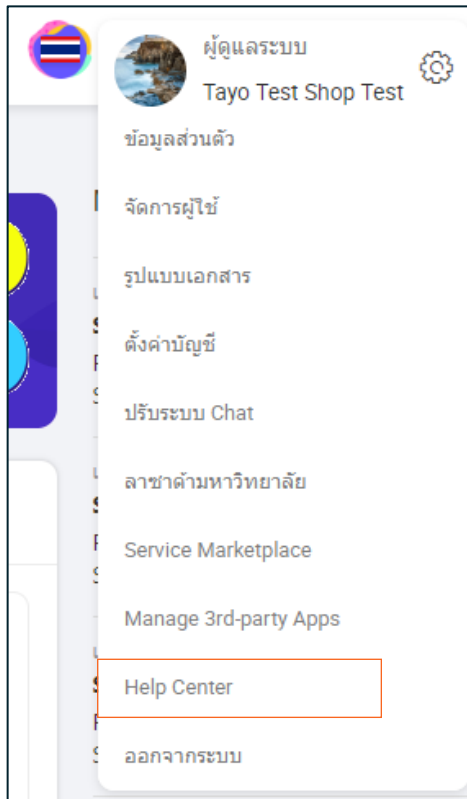 ผู้ดูแลระบบ
Tayo Test Shop Test
ข้อมูลส่วนตัว
จัดการผู้ใช้
รูปแบบเอกสาร
ตั้งค่าบัญชี
ปรับระบบ Chat
ลาซาด้ามหาวิทยาลัย
Service Marketplace
Manage 3rd-party Apps
Help Center
ออกจากระบบ